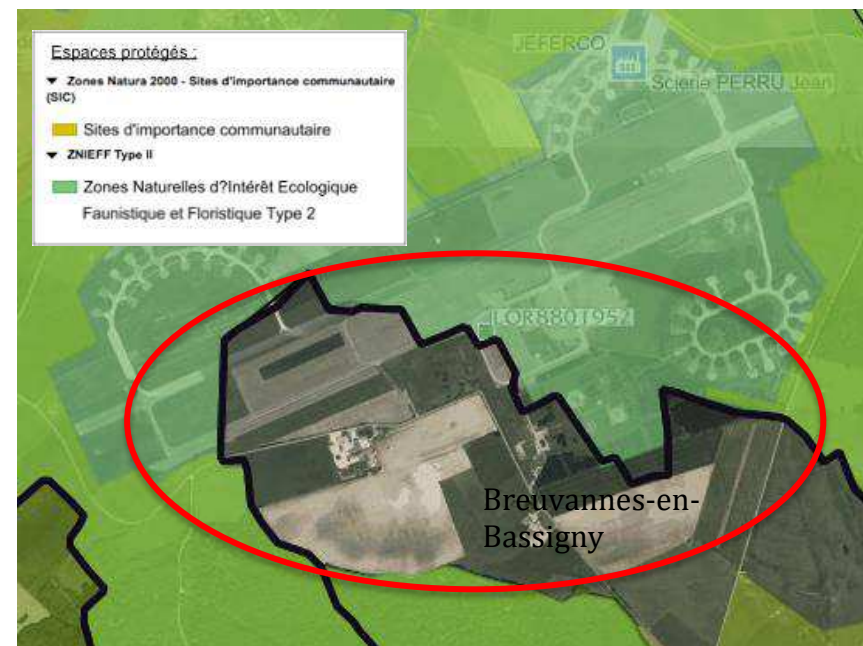 Espaces protégés :
▼ Zones Natura 2000 - Sites d'importance communautaire
(SIC)
Sites d'importance communautaire
▼ ZNIEFF Type II
Zones Naturelles d?Intérêt Ecologique
Faunistique et Floristique Type 2
JEFERCO
Scierie PERRU Jean
LOR8801952
Breuvannes-en-
Bassigny